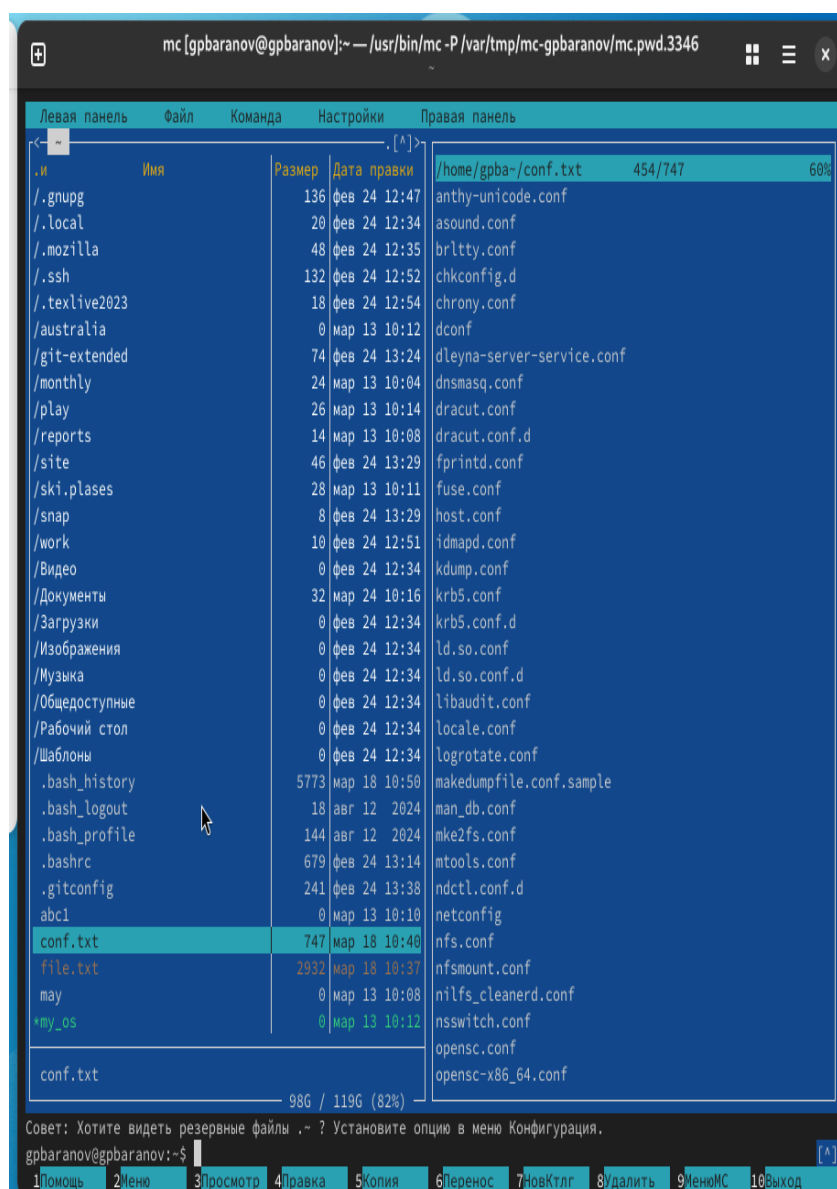 mc [gpbaranov@gpbaranov]:~ — /usr/bin/mc -P /var/tmp/mc-gpbaranov/mc.pwd.3346
~
Левая панель Файл Команда Настройки Правая панель
<- ~ .[^]>
.и Имя Размер Дата правки
/.gnupg 136 фев 24 12:47
/.local 20 фев 24 12:34
/.mozilla 48 фев 24 12:35
/.ssh 132 фев 24 12:52
/.texlive2023 18 фев 24 12:54
/australia 0 мар 13 10:12
/git-extended 74 фев 24 13:24
/monthly 24 мар 13 10:04
/play 26 мар 13 10:14
/reports 14 мар 13 10:08
/site 46 фев 24 13:29
/ski.plases 28 мар 13 10:11
/snap 8 фев 24 13:29
/work 10 фев 24 12:51
/Видео 0 фев 24 12:34
/Документы 32 мар 24 10:16
/Загрузки 0 фев 24 12:34
/Изображения 0 фев 24 12:34
/Музыка 0 фев 24 12:34
/Общедоступные 0 фев 24 12:34
/Рабочий стол 0 фев 24 12:34
/Шаблоны 0 фев 24 12:34
.bash_history 5773 мар 18 10:50
.bash_logout 18 авг 12 2024
.bash_profile 144 авг 12 2024
.bashrc 679 фев 24 13:14
.gitconfig 241 фев 24 13:38
abc1 0 мар 13 10:10
conf.txt 747 мар 18 10:40
file.txt 2932 мар 18 10:37
may 0 мар 13 10:08
*my_os 0 мар 13 10:12
conf.txt
98G / 119G (82%)
/home/gpba~/conf.txt 454/747 60%
anthy-unicode.conf
asound.conf
brltty.conf
chkconfig.d
chrony.conf
dconf
dleyna-server-service.conf
dnsmasq.conf
dracut.conf
dracut.conf.d
fprintd.conf
fuse.conf
host.conf
idmapd.conf
kdump.conf
krb5.conf
krb5.conf.d
ld.so.conf
ld.so.conf.d
libaudit.conf
locale.conf
logrotate.conf
makedumpfile.conf.sample
man_db.conf
mke2fs.conf
mtools.conf
ndctl.conf.d
netconfig
nfs.conf
nfsmount.conf
nilfs_cleanerd.conf
nsswitch.conf
opensc.conf
opensc-x86_64.conf
Совет: Хотите видеть резервные файлы .~ ? Установите опцию в меню Конфигурация.
gpbaranov@gpbaranov:~$ [^]
1Помощь 2Меню 3Просмотр 4Правка 5Копия 6Перенос 7НовКтлг 8Удалить 9МенюМС 10Выход